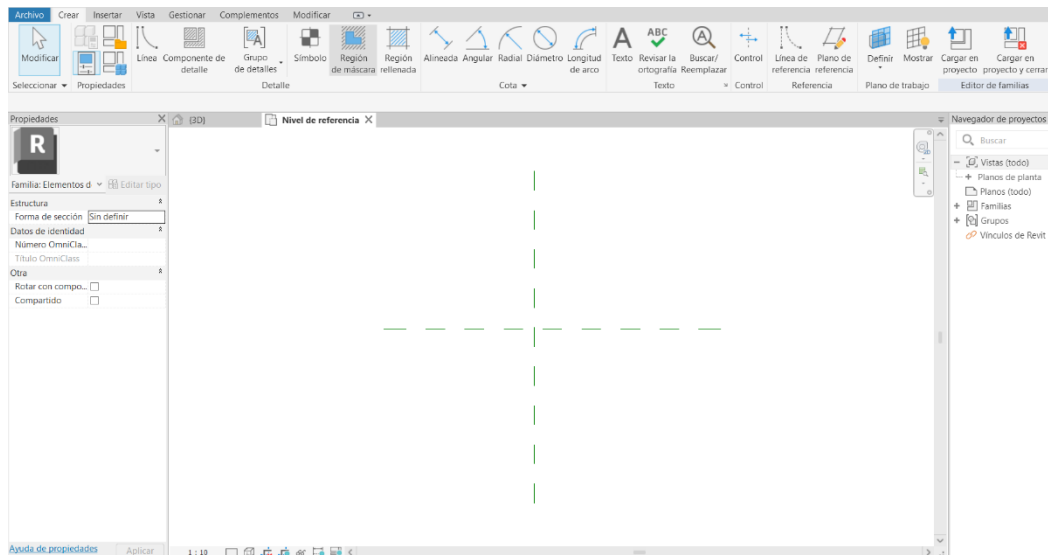 Archivo Crear Insertar Vista Gestionar Complementos Modificar
Modificar Línea Componente de detalle Grupo de detalles Símbolo Región de máscara Región rellenada Alineada Angular Radial Diámetro Longitud de arco A Texto ABC Revisar la ortografía Buscar/ Reemplazar Control Línea de referencia Plano de referencia Definir Mostrar Cargar en proyecto Cargar en proyecto y cerrar
Seleccionar Propiedades Detalle Cota Texto Control Referencia Plano de trabajo Editor de familias
Propiedades (3D) Nivel de referencia Navegador de proyectos
R
Buscar
Vistas (todo)
Planos de planta
Planos (todo)
Familias
Grupos
Vínculos de Revit
Familia: Elementos d Editar tipo
Estructura
Forma de sección Sin definir
Datos de identidad
Número OmniCla...
Título OmniClass
Otra
Rotar con compo...
Compartido
Ayuda de propiedades Aplicar 1 : 10